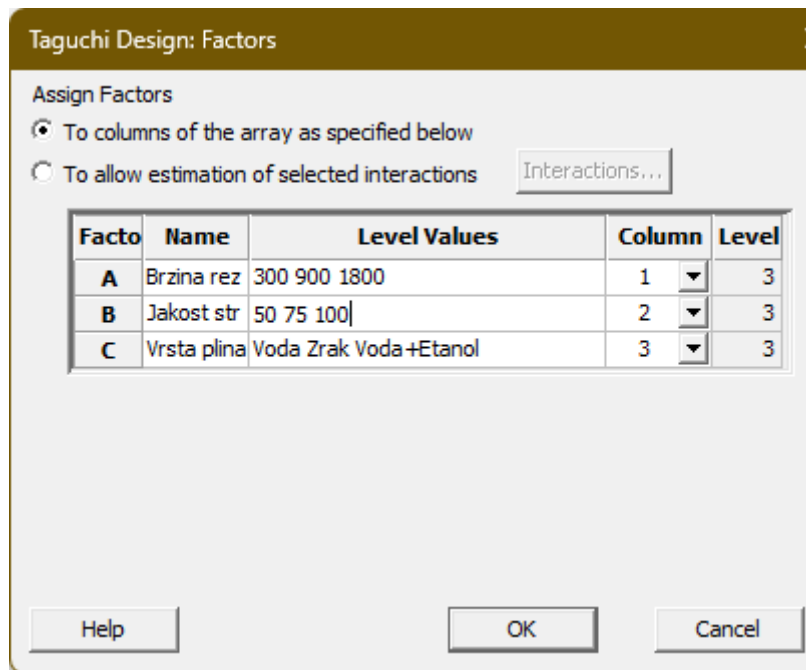 Taguchi Design: Factors
Assign Factors
To columns of the array as specified below
To allow estimation of selected interactions
Interactions...
Facto Name Level Values Column Level
A Brzina rez 300 900 1800 1 3
B Jakost str 50 75 100 2 3
C Vrsta plina Voda Zrak Voda+Etanol 3 3
Help OK Cancel